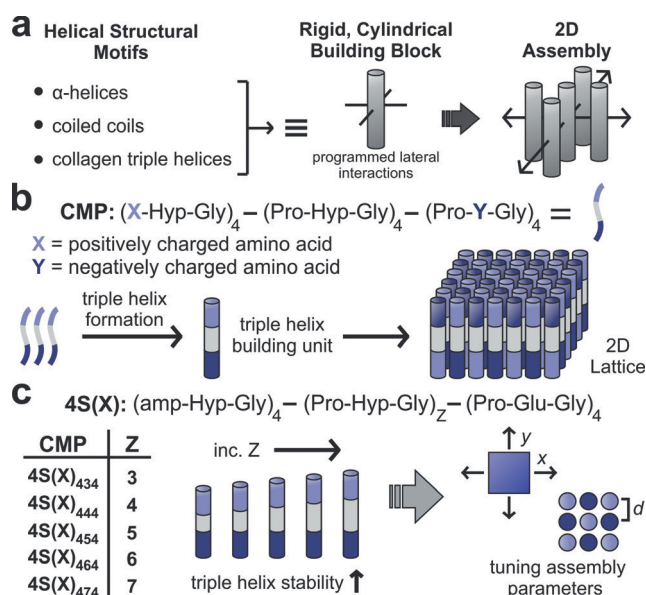 a
Helical Structural
Motifs
Rigid, Cylindrical
Building Block
2D
Assembly
• α-helices
• coiled coils
• collagen triple helices
≡
programmed lateral
interactions
b
CMP: (X-Hyp-Gly)₄ – (Pro-Hyp-Gly)₄ – (Pro-Y-Gly)₄ =
X = positively charged amino acid
Y = negatively charged amino acid
triple helix
formation
triple helix
building unit
2D
Lattice
c
4S(X): (amp-Hyp-Gly)₄ – (Pro-Hyp-Gly)Z – (Pro-Glu-Gly)₄
CMP Z
4S(X)₄₃₄ 3
4S(X)₄₄₄ 4
4S(X)₄₅₄ 5
4S(X)₄₆₄ 6
4S(X)₄₇₄ 7
inc. Z
triple helix stability
y
x
d
tuning assembly
parameters